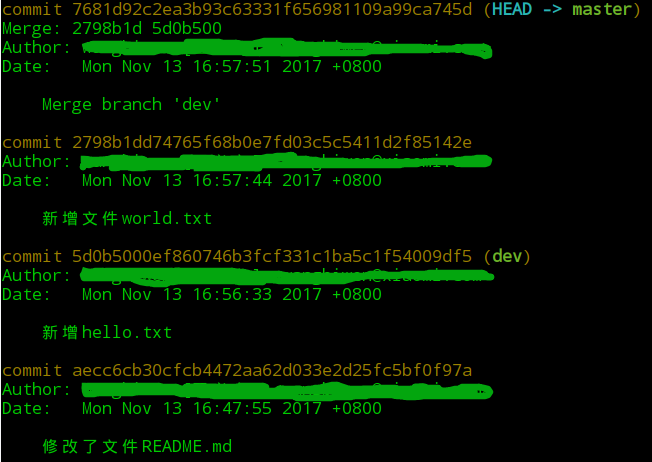 commit 7681d92c2ea3b93c63331f656981109a99ca745d (HEAD -> master)
Merge: 2798b1d 5d0b500
Author:
Date:   Mon Nov 13 16:57:51 2017 +0800
Merge branch 'dev'
commit 2798b1dd74765f68b0e7fd03c5c5411d2f85142e
Author:
Date:   Mon Nov 13 16:57:44 2017 +0800
新增文件world.txt
commit 5d0b5000ef860746b3fcf331c1ba5c1f54009df5 (dev)
Author:
Date:   Mon Nov 13 16:56:33 2017 +0800
新增hello.txt
commit aecc6cb30cfcb4472aa62d033e2d25fc5bf0f97a
Author:
Date:   Mon Nov 13 16:47:55 2017 +0800
修改了文件README.md